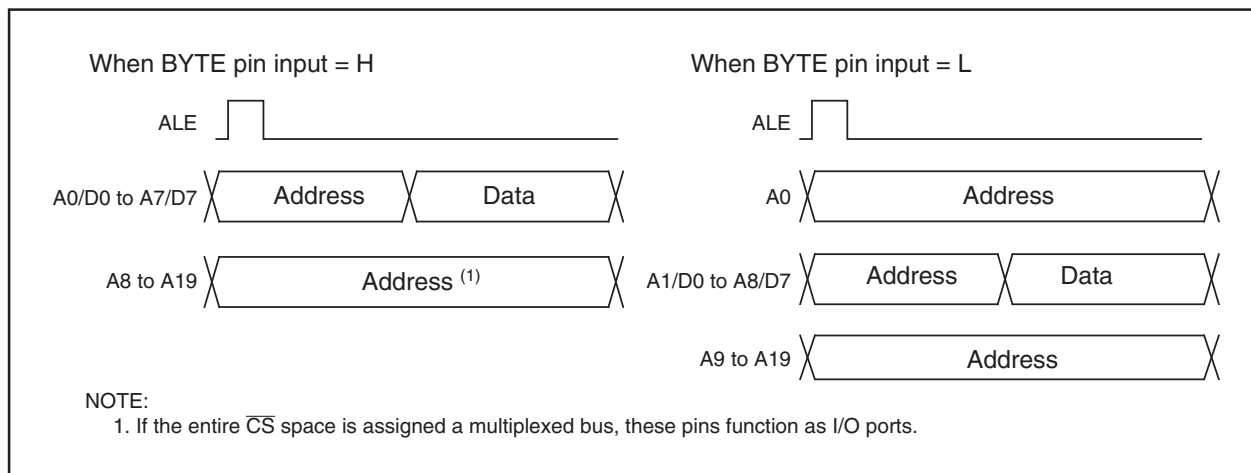 When BYTE pin input = H
ALE
A0/D0 to A7/D7
Address
Data
A8 to A19
Address (1)
When BYTE pin input = L
ALE
A0
Address
A1/D0 to A8/D7
Address
Data
A9 to A19
Address
NOTE:
1. If the entire C̅S̅ space is assigned a multiplexed bus, these pins function as I/O ports.